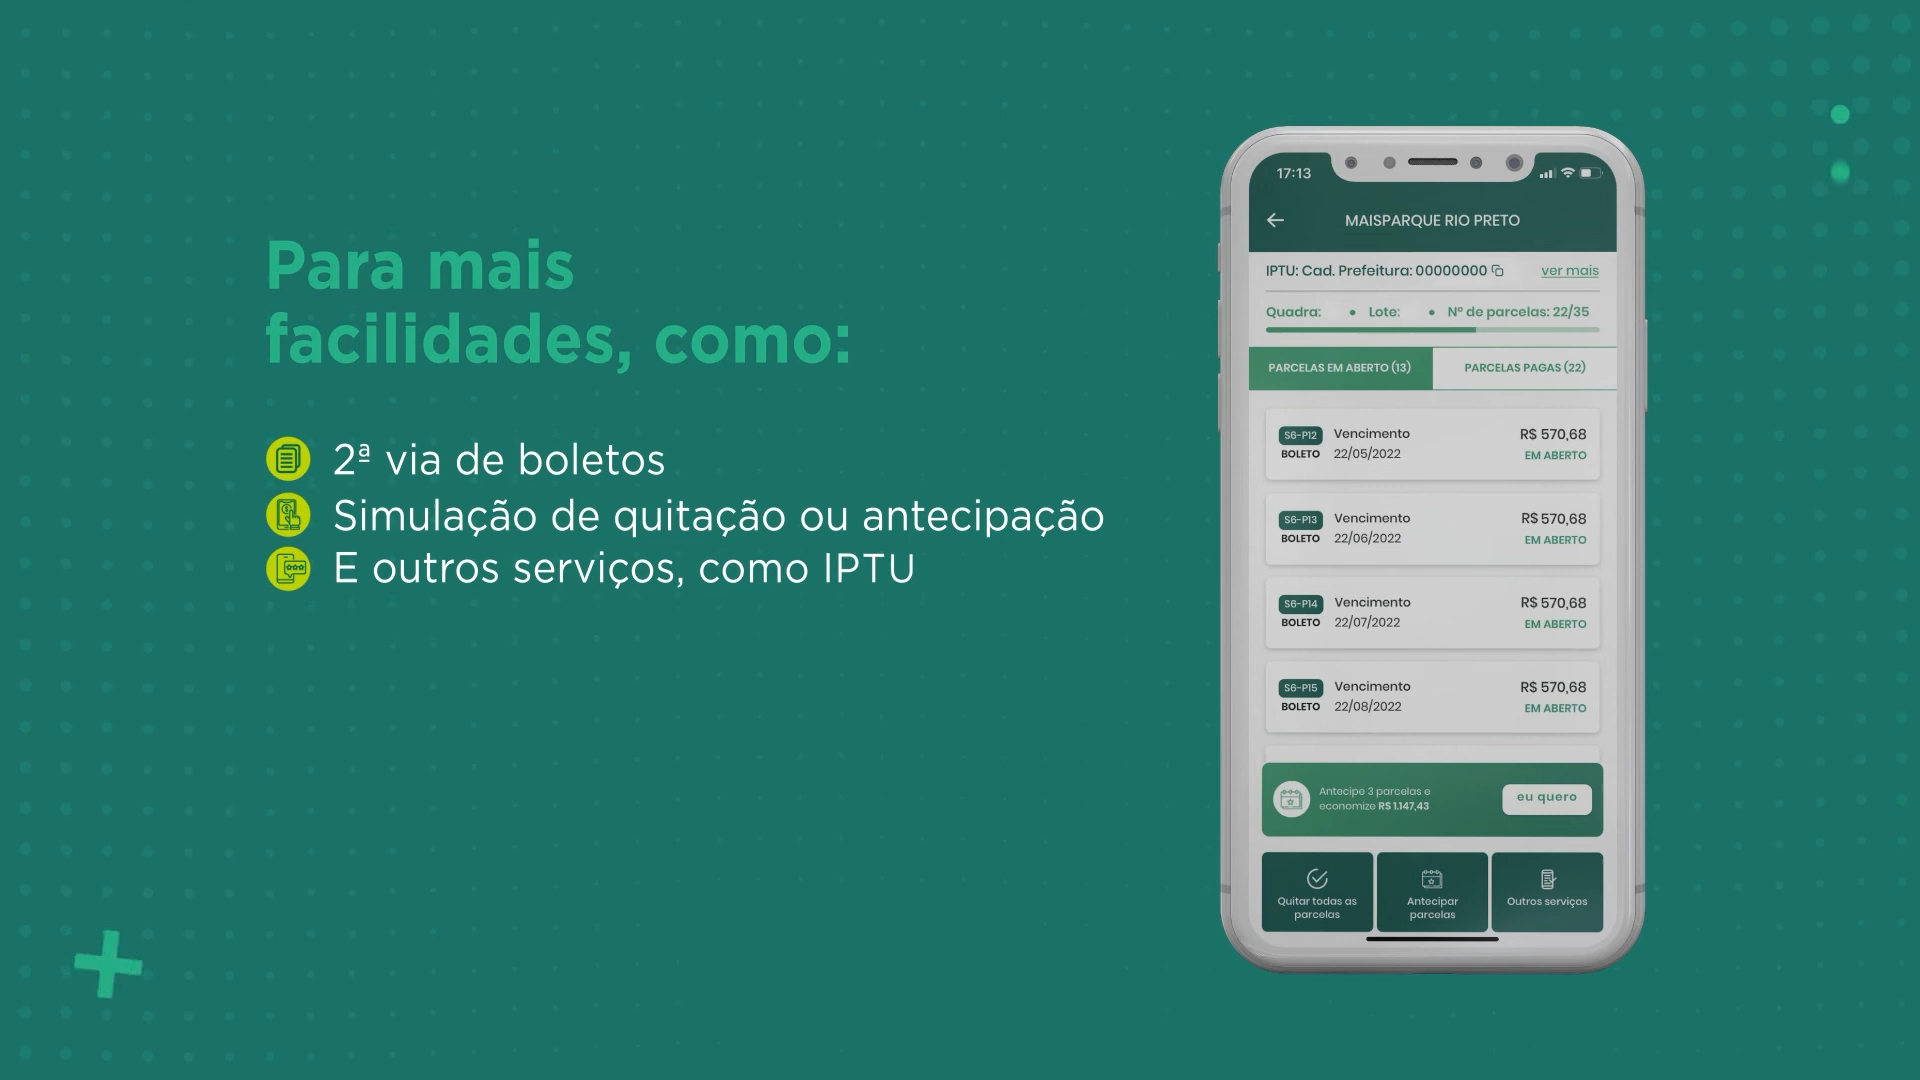 Para mais
facilidades, como:
2ª via de boletos
Simulação de quitação ou antecipação
E outros serviços, como IPTU
17:13
MAISPARQUE RIO PRETO
IPTU: Cad. Prefeitura: 00000000 ver mais
Quadra: • Lote: • Nº de parcelas: 22/35
PARCELAS EM ABERTO (13) PARCELAS PAGAS (22)
S6-P12 Vencimento R$ 570,68
BOLETO 22/05/2022 EM ABERTO
S6-P13 Vencimento R$ 570,68
BOLETO 22/06/2022 EM ABERTO
S6-P14 Vencimento R$ 570,68
BOLETO 22/07/2022 EM ABERTO
S6-P15 Vencimento R$ 570,68
BOLETO 22/08/2022 EM ABERTO
Antecipe 3 parcelas e
economize R$ 1.147,43
eu quero
Quitar todas as
parcelas
Antecipar
parcelas
Outros serviços